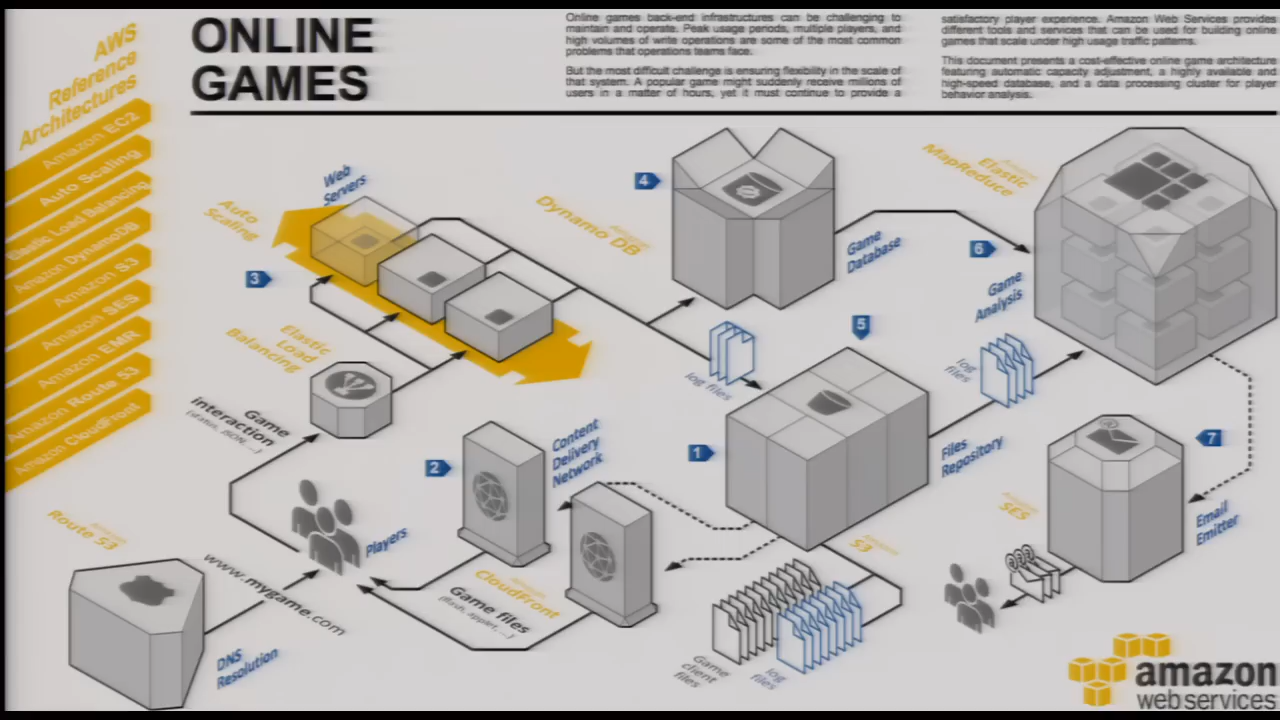 AWS
Reference
Architectures
Amazon EC2
Auto Scaling
Elastic Load Balancing
Amazon DynamoDB
Amazon S3
Amazon SES
Amazon EMR
Amazon Route 53
Amazon CloudFront
ONLINE
GAMES
Online games back-end infrastructures can be challenging to
maintain and operate. Peak usage periods, multiple players, and
high volumes of write operations are some of the most common
problems that operations teams face.
But the most difficult challenge is ensuring flexibility in the scale of
that system. A popular game might suddenly receive millions of
users in a matter of hours, yet it must continue to provide a
satisfactory player experience. Amazon Web Services provides
different tools and services that can be used for building online
games that scale under high usage traffic patterns.
This document presents a cost-effective online game architecture
featuring automatic capacity adjustment, a highly available and
high-speed database, and a data processing cluster for player
behavior analysis.
Web
Servers
Auto
Scaling
3
Elastic
Load
Balancing
Game
interaction
(status, JSON, ...)
Amazon
Dynamo DB
4
Game
Database
Amazon
Elastic
MapReduce
6
Game
Analysis
log files
5
log
files
1
Files
Repository
Amazon
S3
2
Content
Delivery
Network
Players
Amazon
CloudFront
Game files
(flash, applet, ...)
Amazon
Route 53
www.mygame.com
DNS
Resolution
Game
client
files
log
files
7
Email
Emitter
Amazon
SES
@
@@@
amazon
web services